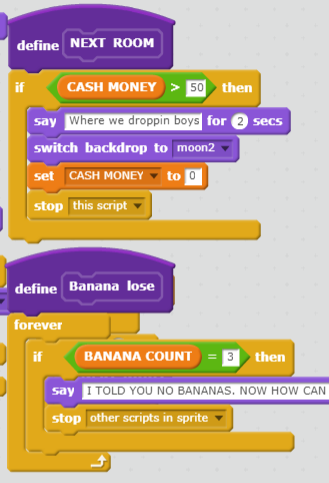 define NEXT ROOM
if CASH MONEY > 50 then
say Where we droppin boys for 2 secs
switch backdrop to moon2
set CASH MONEY to 0
stop this script
define Banana lose
forever
if BANANA COUNT = 3 then
say I TOLD YOU NO BANANAS. NOW HOW CAN
stop other scripts in sprite